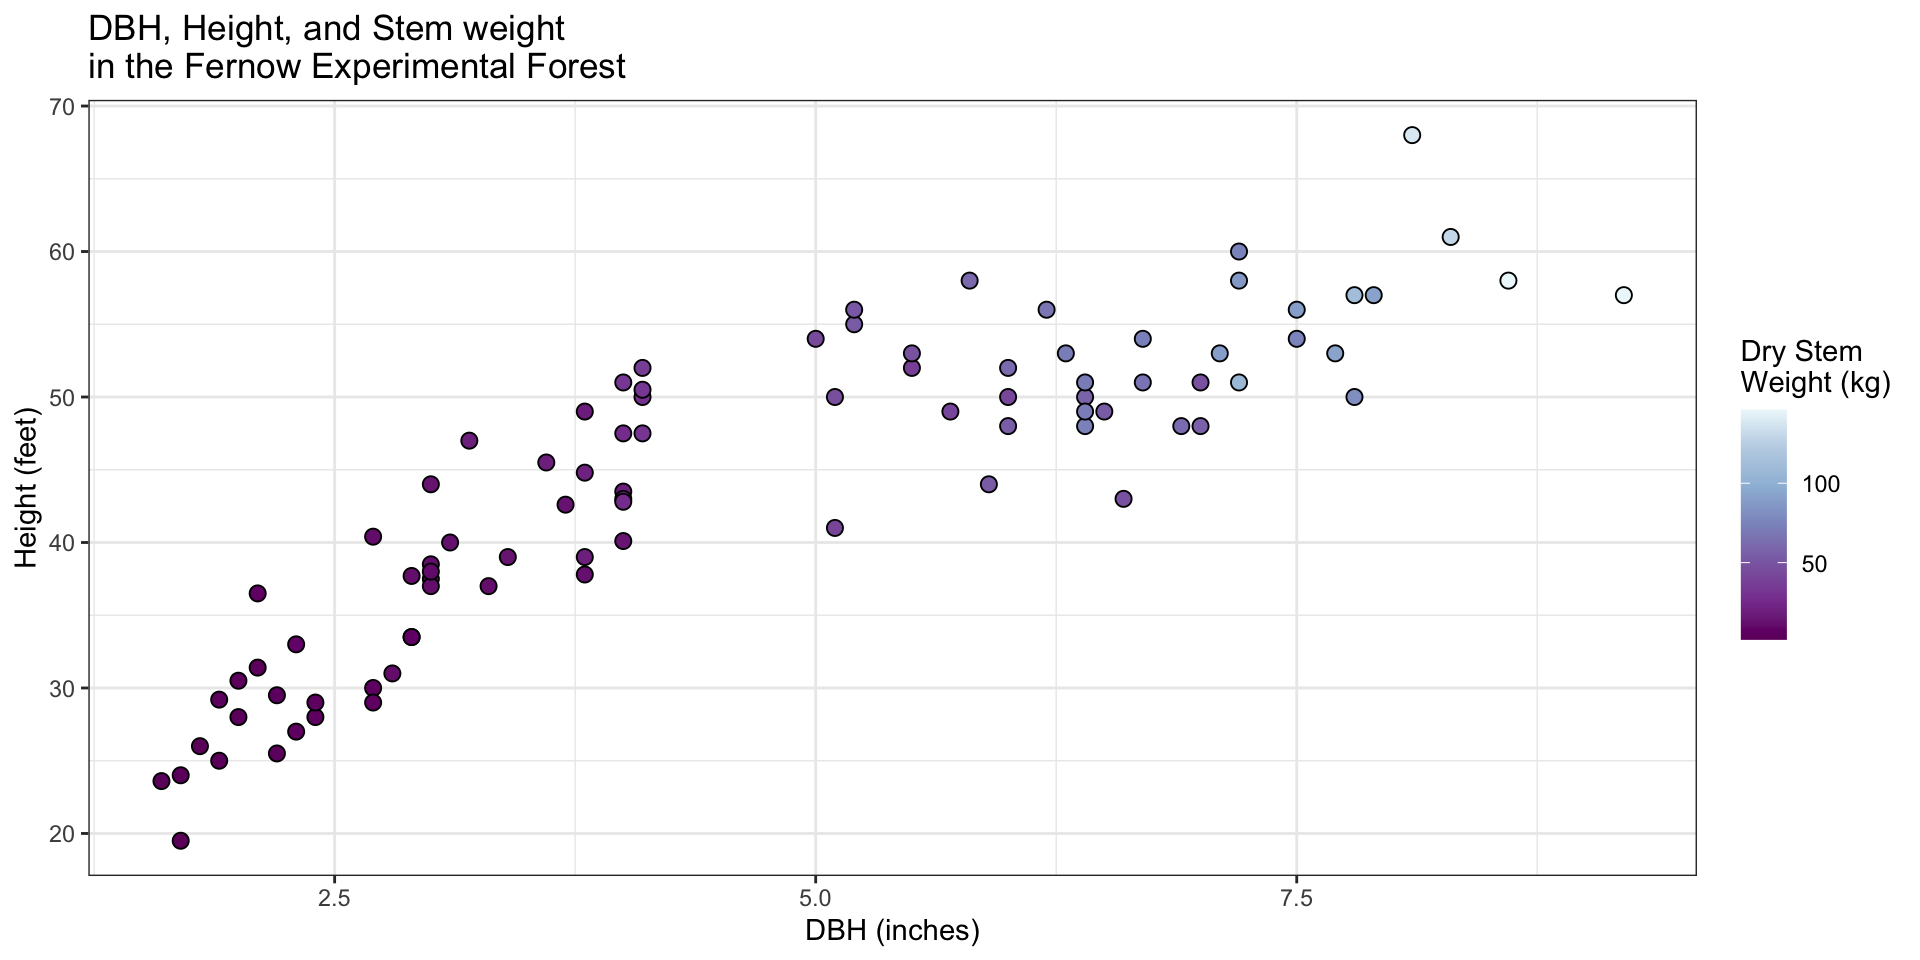 DBH, Height, and Stem weight
in the Fernow Experimental Forest
70
60
50
40
30
20
Height (feet)
2.5
5.0
7.5
DBH (inches)
Dry Stem
Weight (kg)
100
50